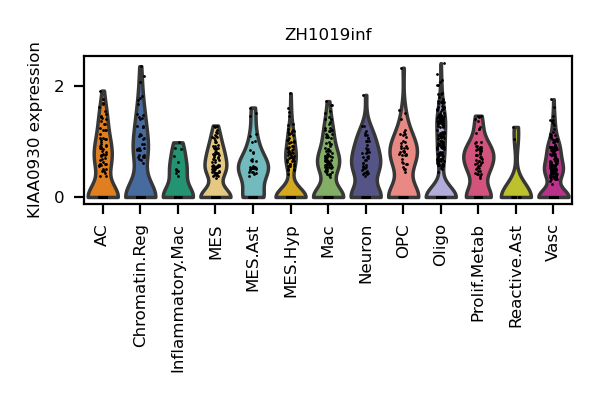 ZH1019inf
KIAA0930 expression
2
0
AC
Chromatin.Reg
Inflammatory.Mac
MES
MES.Ast
MES.Hyp
Mac
Neuron
OPC
Oligo
Prolif.Metab
Reactive.Ast
Vasc